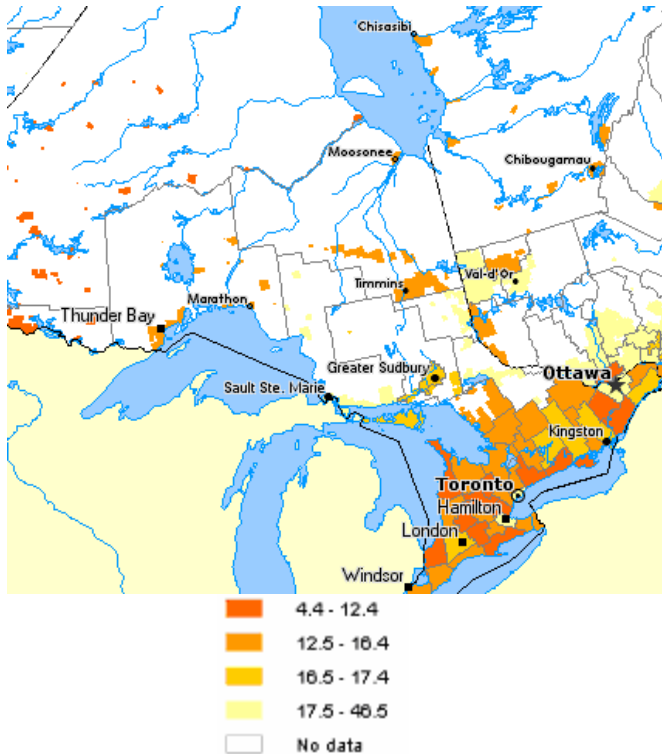 Chisasibi
Moosonee
Chibougamau
Timmins
Val-d'Or
Marathon
Thunder Bay
Greater Sudbury
Sault Ste. Marie
Ottawa
Kingston
Toronto
Hamilton
London
Windsor
4.4 - 12.4
12.5 - 16.4
16.5 - 17.4
17.5 - 46.5
No data